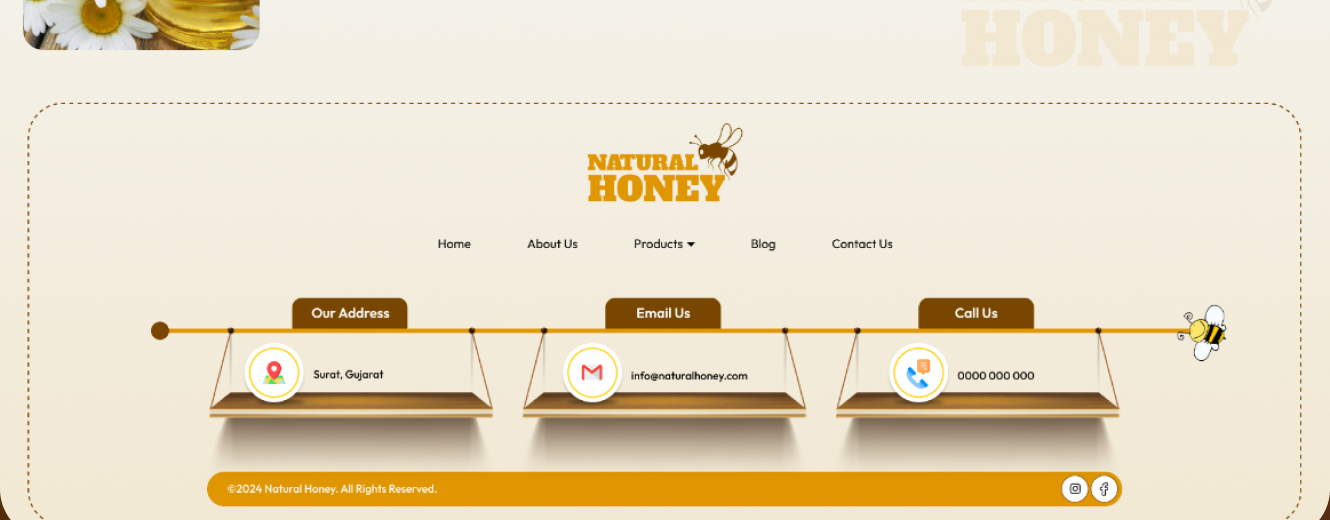 HONEY
NATURAL
HONEY
Home About Us Products Blog Contact Us
Our Address Email Us Call Us
Surat, Gujarat info@naturalhoney.com 0000 000 000
©2024 Natural Honey. All Rights Reserved.